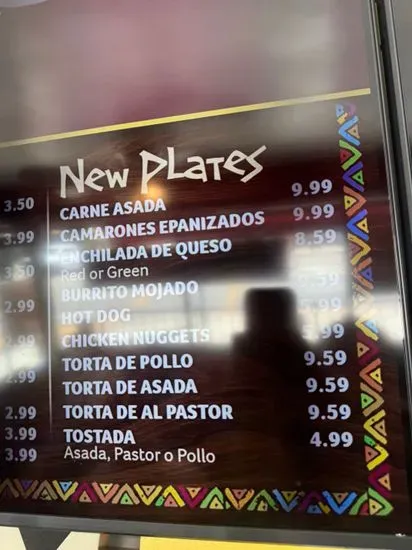 New Plates
3.50 CARNE ASADA 9.99
3.99 CAMARONES EPANIZADOS 9.99
ENCHILADA DE QUESO 8.59
3.50 Red or Green
2.99 BURRITO MOJADO
HOT DOG
2.99 CHICKEN NUGGETS
2.99 TORTA DE POLLO 9.59
TORTA DE ASADA 9.59
2.99 TORTA DE AL PASTOR 9.59
3.99 TOSTADA 4.99
3.99 Asada, Pastor o Pollo